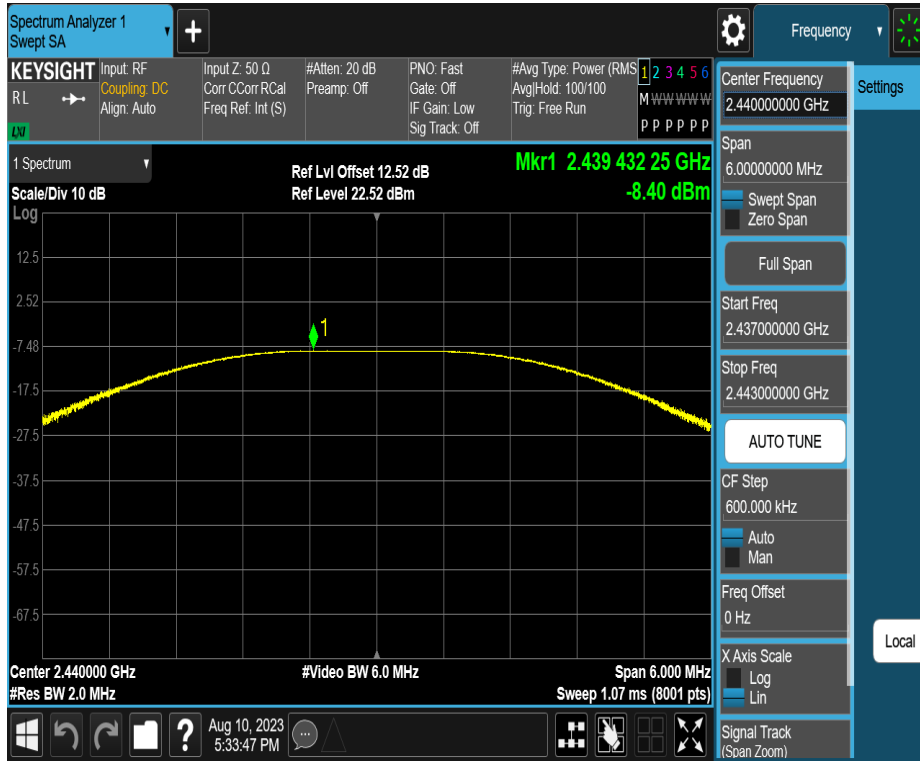 Spectrum Analyzer 1
Swept SA
Frequency
KEYSIGHT
R L
LXI
Input: RF
Coupling: DC
Align: Auto
Input Z: 50 Ω
Corr CCorr RCal
Freq Ref: Int (S)
#Atten: 20 dB
Preamp: Off
PNO: Fast
Gate: Off
IF Gain: Low
Sig Track: Off
#Avg Type: Power (RMS
Avg|Hold: 100/100
Trig: Free Run
1 2 3 4 5 6
M W W W W W
P P P P P P
1 Spectrum
Scale/Div 10 dB
Ref Lvl Offset 12.52 dB
Ref Level 22.52 dBm
Mkr1 2.439 432 25 GHz
-8.40 dBm
Log
12.5
2.52
-7.48
-17.5
-27.5
-37.5
-47.5
-57.5
-67.5
1
Center 2.440000 GHz
#Res BW 2.0 MHz
#Video BW 6.0 MHz
Span 6.000 MHz
Sweep 1.07 ms (8001 pts)
?
Aug 10, 2023
5:33:47 PM
Center Frequency
2.440000000 GHz
Span
6.00000000 MHz
Swept Span
Zero Span
Full Span
Start Freq
2.437000000 GHz
Stop Freq
2.443000000 GHz
AUTO TUNE
CF Step
600.000 kHz
Auto
Man
Freq Offset
0 Hz
X Axis Scale
Log
Lin
Signal Track
(Span Zoom)
Settings
Local